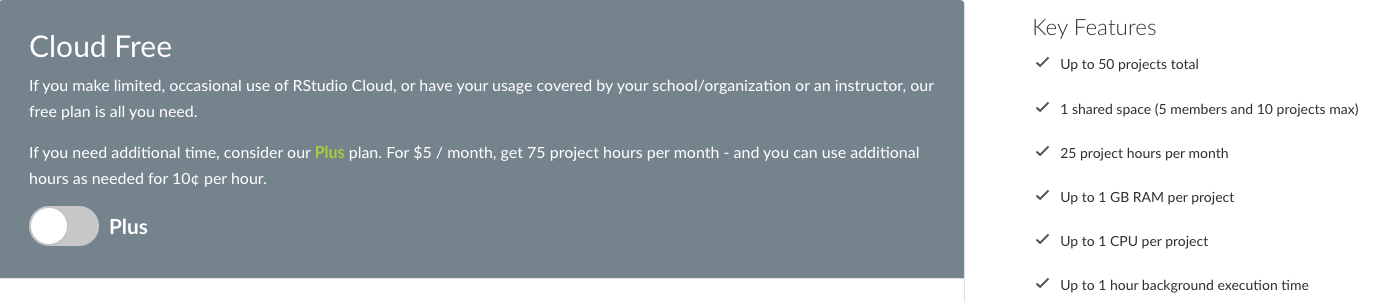 Cloud Free
If you make limited, occasional use of RStudio Cloud, or have your usage covered by your school/organization or an instructor, our
free plan is all you need.
If you need additional time, consider our Plus plan. For $5 / month, get 75 project hours per month - and you can use additional
hours as needed for 10¢ per hour.
Plus
Key Features
Up to 50 projects total
1 shared space (5 members and 10 projects max)
25 project hours per month
Up to 1 GB RAM per project
Up to 1 CPU per project
Up to 1 hour background execution time